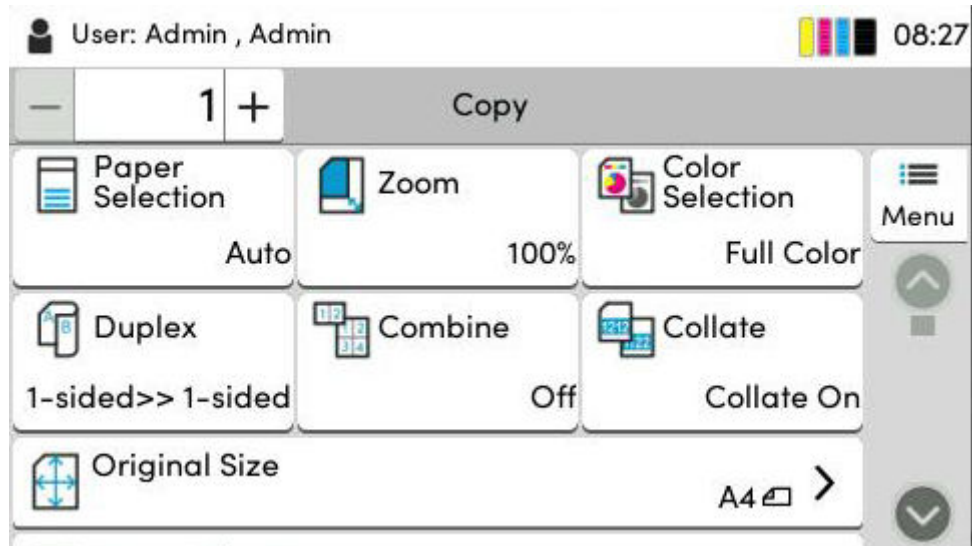 User: Admin , Admin
08:27
1
Copy
Paper
Selection
Auto
Zoom
100%
Color
Selection
Full Color
Menu
Duplex
1-sided>> 1-sided
Combine
Off
Collate
Collate On
Original Size
A4